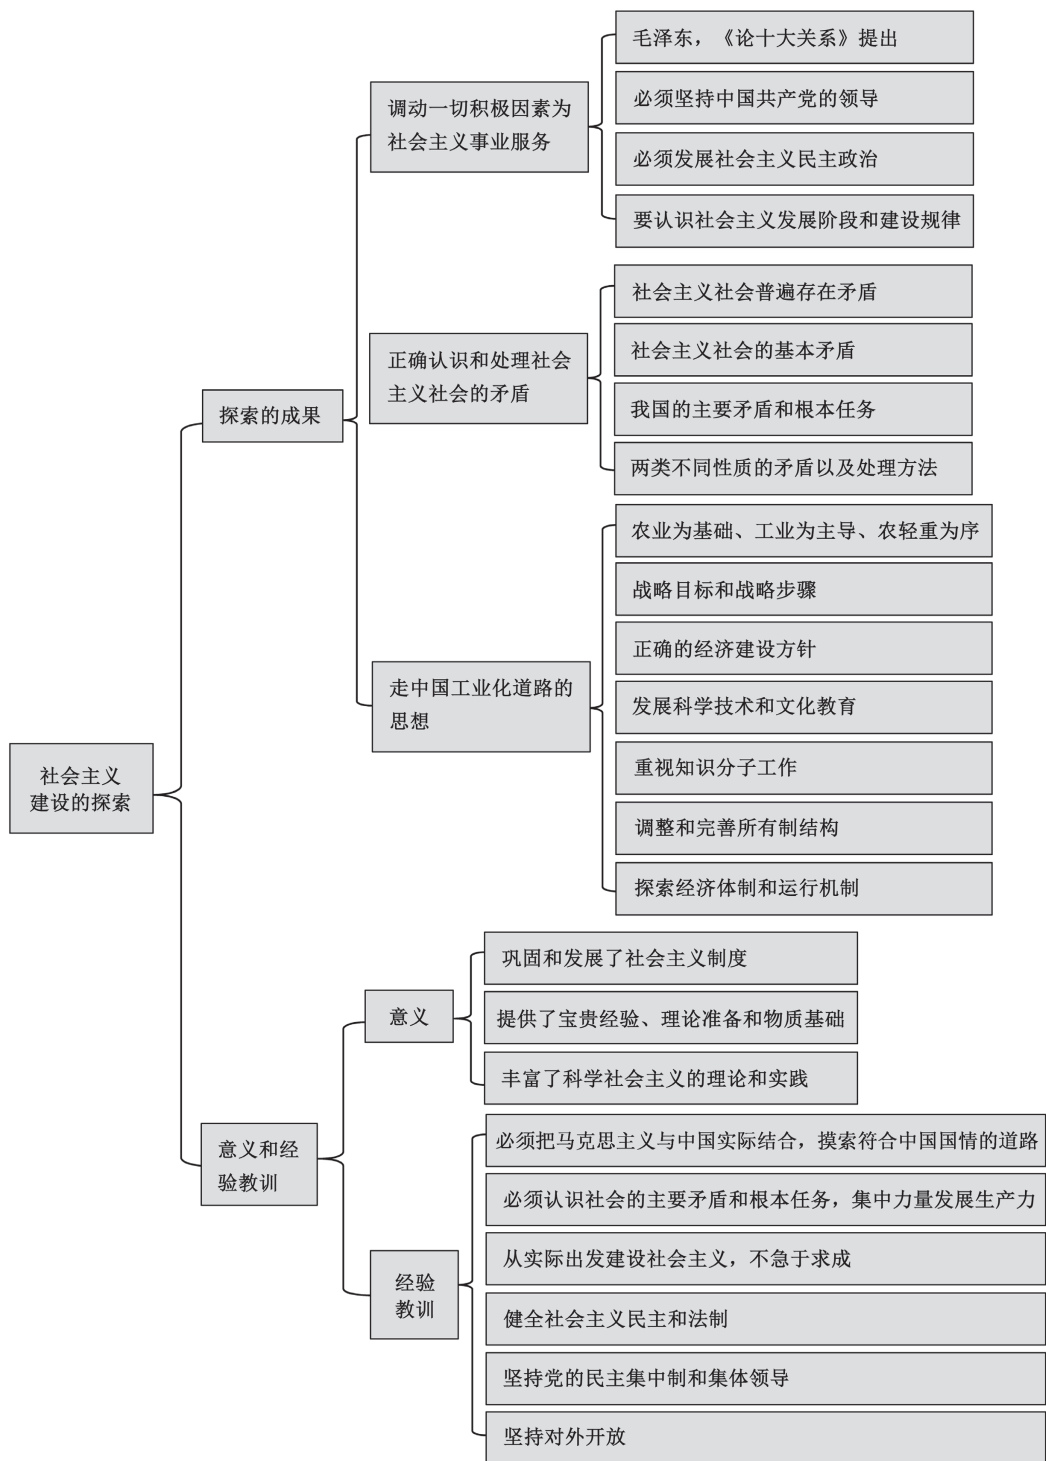 社会主义
建设的探索
探索的成果
调动一切积极因素为
社会主义事业服务
毛泽东，《论十大关系》提出
必须坚持中国共产党的领导
必须发展社会主义民主政治
要认识社会主义发展阶段和建设规律
正确认识和处理社会
主义社会的矛盾
社会主义社会普遍存在矛盾
社会主义社会的基本矛盾
我国的主要矛盾和根本任务
两类不同性质的矛盾以及处理方法
走中国工业化道路的
思想
农业为基础、工业为主导、农轻重为序
战略目标和战略步骤
正确的经济建设方针
发展科学技术和文化教育
重视知识分子工作
调整和完善所有制结构
探索经济体制和运行机制
意义和经
验教训
意义
巩固和发展了社会主义制度
提供了宝贵经验、理论准备和物质基础
丰富了科学社会主义的理论和实践
经验
教训
必须把马克思主义与中国实际结合，摸索符合中国国情的道路
必须认识社会的主要矛盾和根本任务，集中力量发展生产力
从实际出发建设社会主义，不急于求成
健全社会主义民主和法制
坚持党的民主集中制和集体领导
坚持对外开放